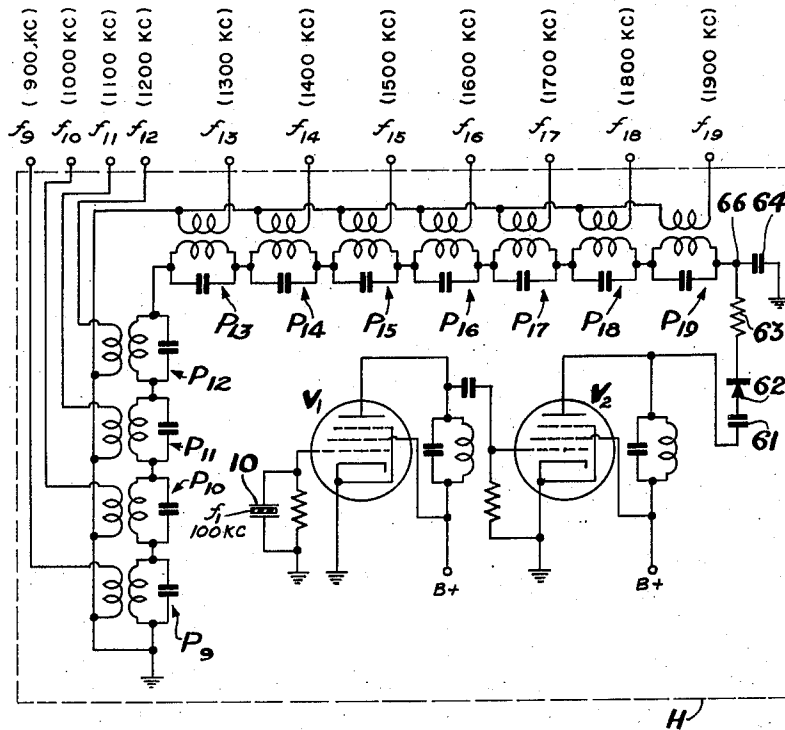 ( 900, KC)
(1000 KC)
(1100 KC)
(1200 KC)
(1300 KC)
(1400 KC)
(1500 KC)
(1600 KC)
(1700 KC)
(1800 KC)
(1900 KC)
f9
f10
f11
f12
f13
f14
f15
f16
f17
f18
f19
66
64
P13
P14
P15
P16
P17
P18
P19
63
P12
V1
V2
62
61
P11
10
P10
f1
100KC
B+
B+
P9
H